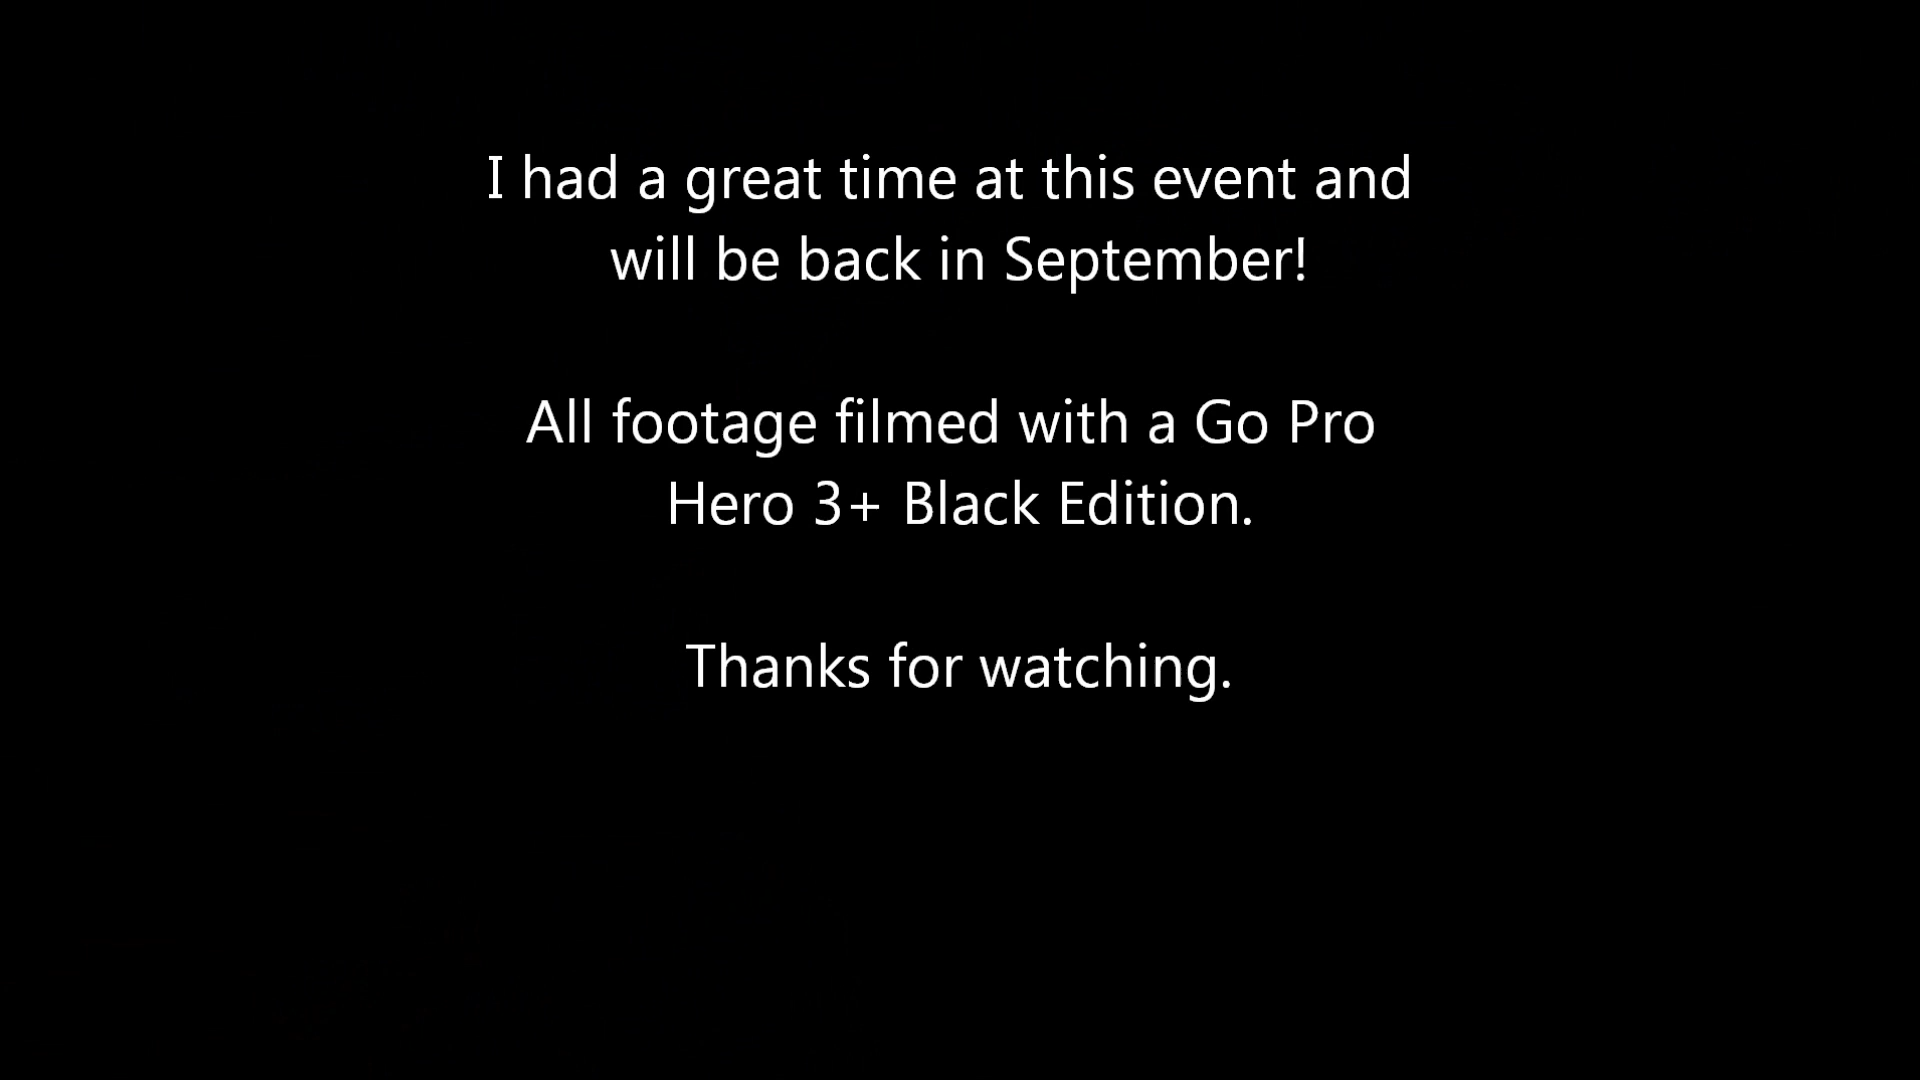 I had a great time at this event and
will be back in September!
All footage filmed with a Go Pro
Hero 3+ Black Edition.
Thanks for watching.